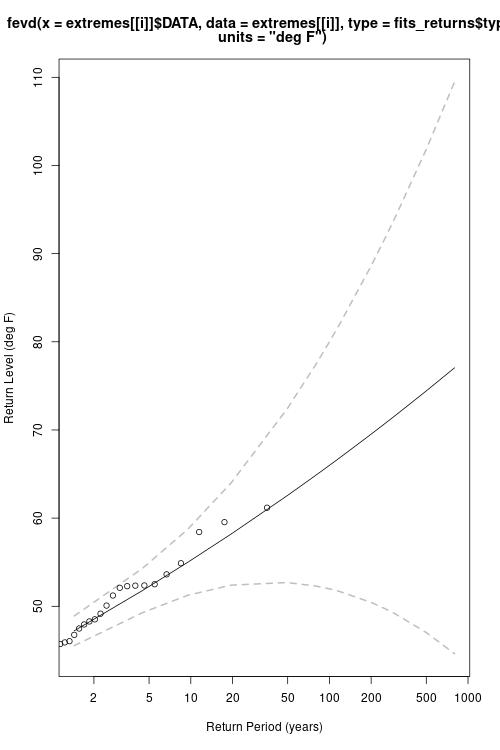 fevd(x = extremes[[i]]$DATA, data = extremes[[i]], type = fits_returns$typ
units = "deg F")
110
100
90
80
70
60
50
Return Level (deg F)
2 5 10 20 50 100 200 500 1000
Return Period (years)